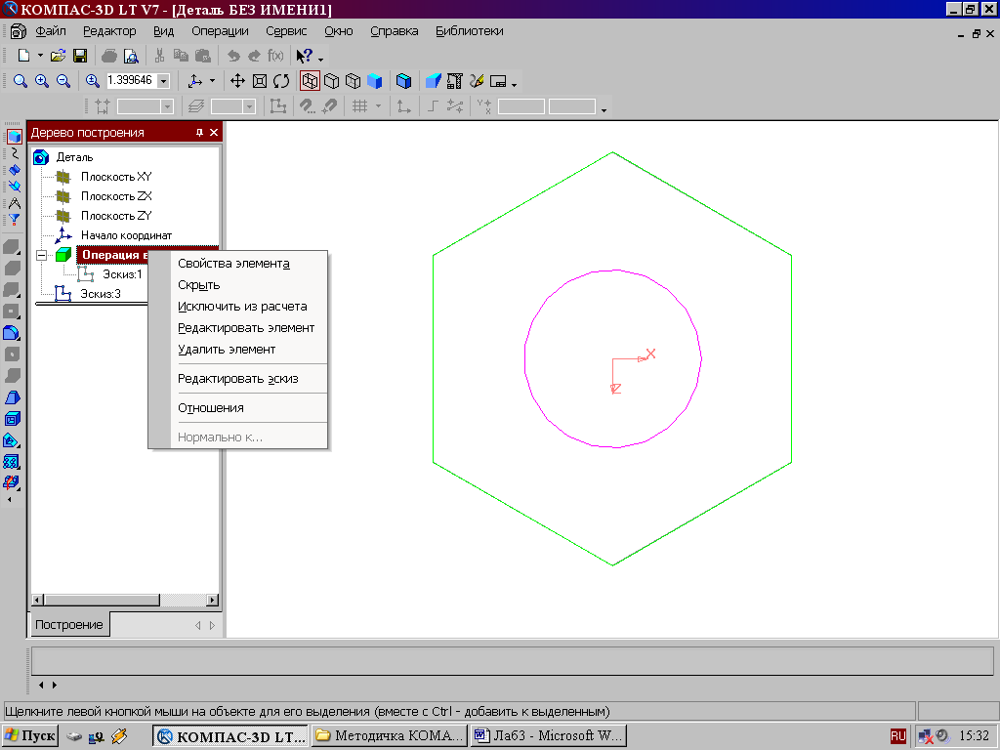 КОМПАС-3D LT V7 - [Деталь БЕЗ ИМЕНИ1]
Файл Редактор Вид Операции Сервис Окно Справка Библиотеки
f(x)
1.399646
Дерево построения
Деталь
Плоскость XY
Плоскость ZX
Плоскость ZY
Начало координат
Операция
Эскиз:1
Эскиз:3
Свойства элемента
Скрыть
Исключить из расчета
Редактировать элемент
Удалить элемент
Редактировать эскиз
Отношения
Нормально к...
X
Z
Построение
Щелкните левой кнопкой мыши на объекте для его выделения (вместе с Ctrl - добавить к выделенным)
Пуск КОМПАС-3D LT... Методичка КОМА... Лаб3 - Microsoft W... RU 15:32